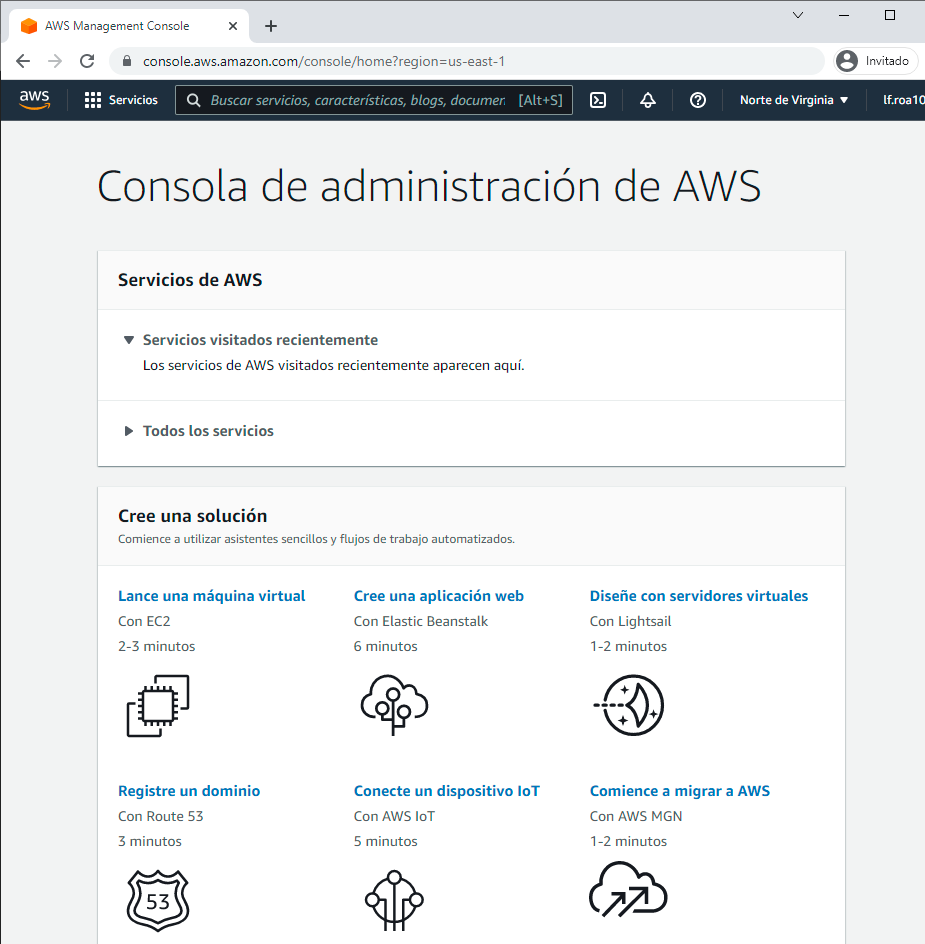 AWS Management Console
console.aws.amazon.com/console/home?region=us-east-1
Invitado
aws
Servicios
Buscar servicios, características, blogs, documen
[Alt+S]
Norte de Virginia
lf.roa10
Consola de administración de AWS
Servicios de AWS
Servicios visitados recientemente
Los servicios de AWS visitados recientemente aparecen aquí.
Todos los servicios
Cree una solución
Comience a utilizar asistentes sencillos y flujos de trabajo automatizados.
Lance una máquina virtual
Con EC2
2-3 minutos
Cree una aplicación web
Con Elastic Beanstalk
6 minutos
Diseñe con servidores virtuales
Con Lightsail
1-2 minutos
Registre un dominio
Con Route 53
3 minutos
53
Conecte un dispositivo IoT
Con AWS IoT
5 minutos
Comience a migrar a AWS
Con AWS MGN
1-2 minutos